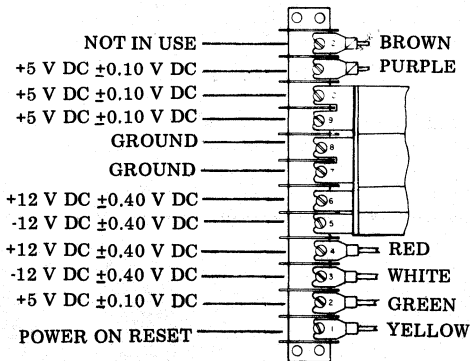 NOT IN USE
BROWN
+5 V DC ±0.10 V DC
PURPLE
+5 V DC ±0.10 V DC
+5 V DC ±0.10 V DC
9
GROUND
8
GROUND
7
+12 V DC ±0.40 V DC
6
-12 V DC ±0.40 V DC
5
+12 V DC ±0.40 V DC
4
RED
-12 V DC ±0.40 V DC
3
WHITE
+5 V DC ±0.10 V DC
2
GREEN
POWER ON RESET
1
YELLOW